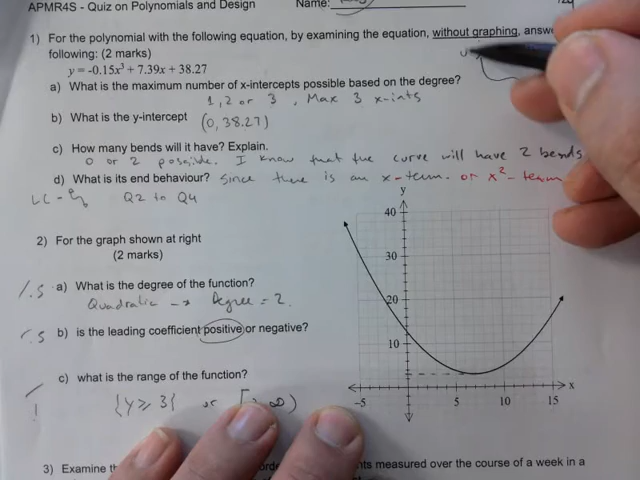 APMR4S - Quiz on Polynomials and Design Name:
1) For the polynomial with the following equation, by examining the equation, without graphing, answe
following: (2 marks)
y = -0.15x³ + 7.39x + 38.27
a) What is the maximum number of x-intercepts possible based on the degree?
1, 2 or 3, Max 3 x-ints
b) What is the y-intercept (0, 38.27)
c) How many bends will it have? Explain.
0 or 2 possible. I know that the curve will have 2 bends
d) What is its end behaviour? Since there is an x-term. or x²-term
LC - Q2 to Q4
2) For the graph shown at right
(2 marks)
a) What is the degree of the function?
Quadratic → Degree = 2.
b) is the leading coefficient positive or negative?
c) what is the range of the function?
{y ≥ 3} or [3, ∞)
y
40
30
20
10
-5 5 10 15 x
3) Examine th nts measured over the course of a week in a